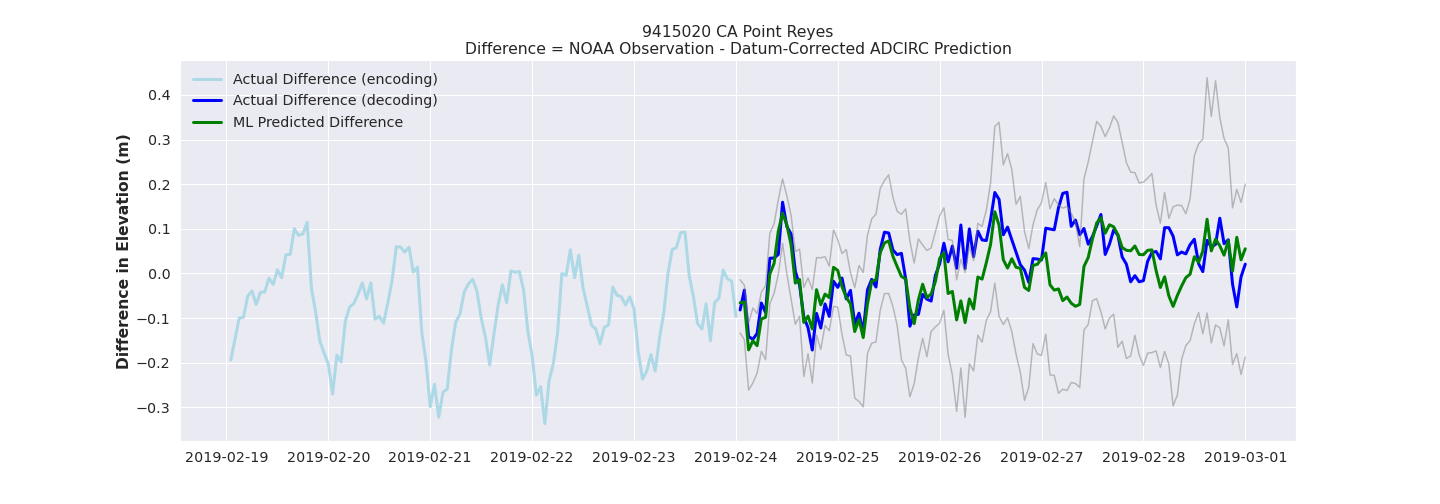 9415020 CA Point Reyes
Difference = NOAA Observation - Datum-Corrected ADCIRC Prediction
Actual Difference (encoding)
Actual Difference (decoding)
ML Predicted Difference
Difference in Elevation (m)
0.4
0.3
0.2
0.1
0.0
−0.1
−0.2
−0.3
2019-02-19 2019-02-20 2019-02-21 2019-02-22 2019-02-23 2019-02-24 2019-02-25 2019-02-26 2019-02-27 2019-02-28 2019-03-01